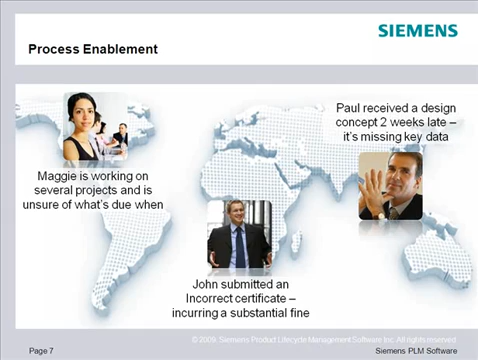 SIEMENS
Process Enablement
Paul received a design
concept 2 weeks late –
it's missing key data
Maggie is working on
several projects and is
unsure of what's due when
John submitted an
Incorrect certificate –
incurring a substantial fine
© 2009. Siemens Product Lifecycle Management Software Inc. All rights reserved
Page 7
Siemens PLM Software